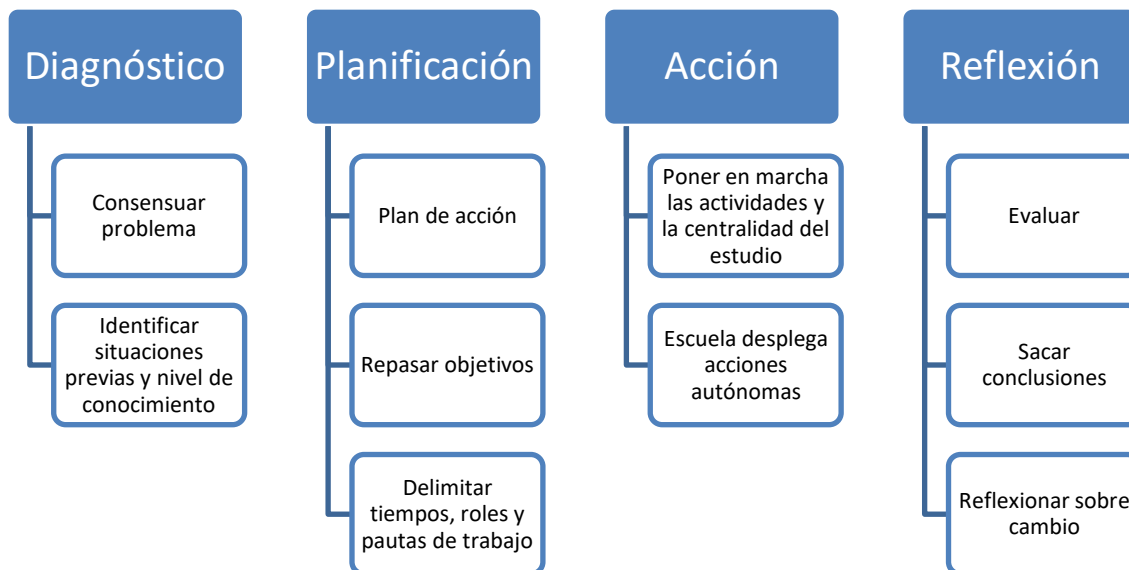 Diagnóstico
Consensuar
problema
Identificar
situaciones
previas y nivel de
conocimiento
Planificación
Plan de acción
Repasar objetivos
Delimitar
tiempos, roles y
pautas de trabajo
Acción
Poner en marcha
las actividades y
la centralidad del
estudio
Escuela desplega
acciones
autónomas
Reflexión
Evaluar
Sacar
conclusiones
Reflexionar sobre
cambio